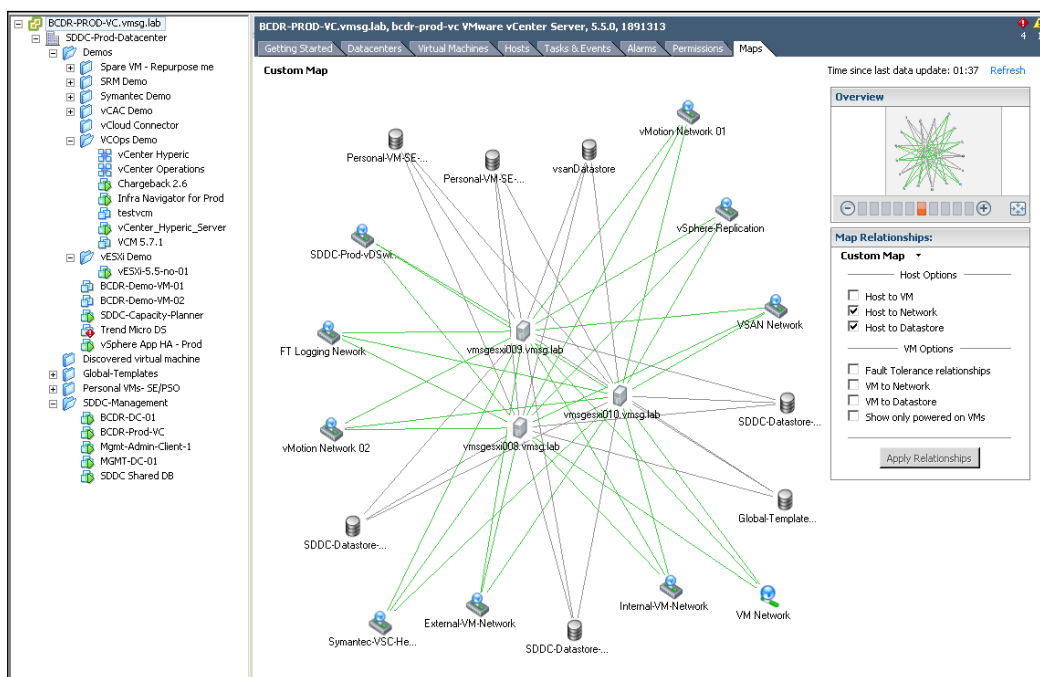 BCDR-PROD-VC.vmsg.lab
SDDC-Prod-Datacenter
Demos
Spare VM - Repurpose me
SRM Demo
Symantec Demo
vCAC Demo
vCloud Connector
VCOps Demo
vCenter Hyperic
vCenter Operations
Chargeback 2.6
Infra Navigator for Prod
testvcm
vCenter_Hyperic_Server
VCM 5.7.1
vESXi Demo
vESXi-5.5-no-01
BCDR-Demo-VM-01
BCDR-Demo-VM-02
SDDC-Capacity-Planner
Trend Micro DS
vSphere App HA - Prod
Discovered virtual machine
Global-Templates
Personal VMs- SE/PSO
SDDC-Management
BCDR-DC-01
BCDR-Prod-VC
Mgmt-Admin-Client-1
MGMT-DC-01
SDDC Shared DB
BCDR-PROD-VC.vmsg.lab, bcdr-prod-vc VMware vCenter Server, 5.5.0, 1891313
4
Getting Started Datacenters Virtual Machines Hosts Tasks & Events Alarms Permissions Maps
Custom Map
Time since last data update: 01:37 Refresh
vMotion Network 01
Personal-VM-SE-...
Personal-VM-SE-...
vsanDatastore
vSphere-Replication
SDDC-Prod-vDSwi...
VSAN Network
FT Logging Nework
vmsgesxi009.vmsg.lab
vmsgesxi010.vmsg.lab
SDDC-Datastore-...
vMotion Network 02
vmsgesxi008.vmsg.lab
Global-Template...
SDDC-Datastore-...
Internal-VM-Network
VM Network
External-VM-Network
Symantec-VSC-He...
SDDC-Datastore-...
Overview
Map Relationships:
Custom Map
Host Options
Host to VM
Host to Network
Host to Datastore
VM Options
Fault Tolerance relationships
VM to Network
VM to Datastore
Show only powered on VMs
Apply Relationships